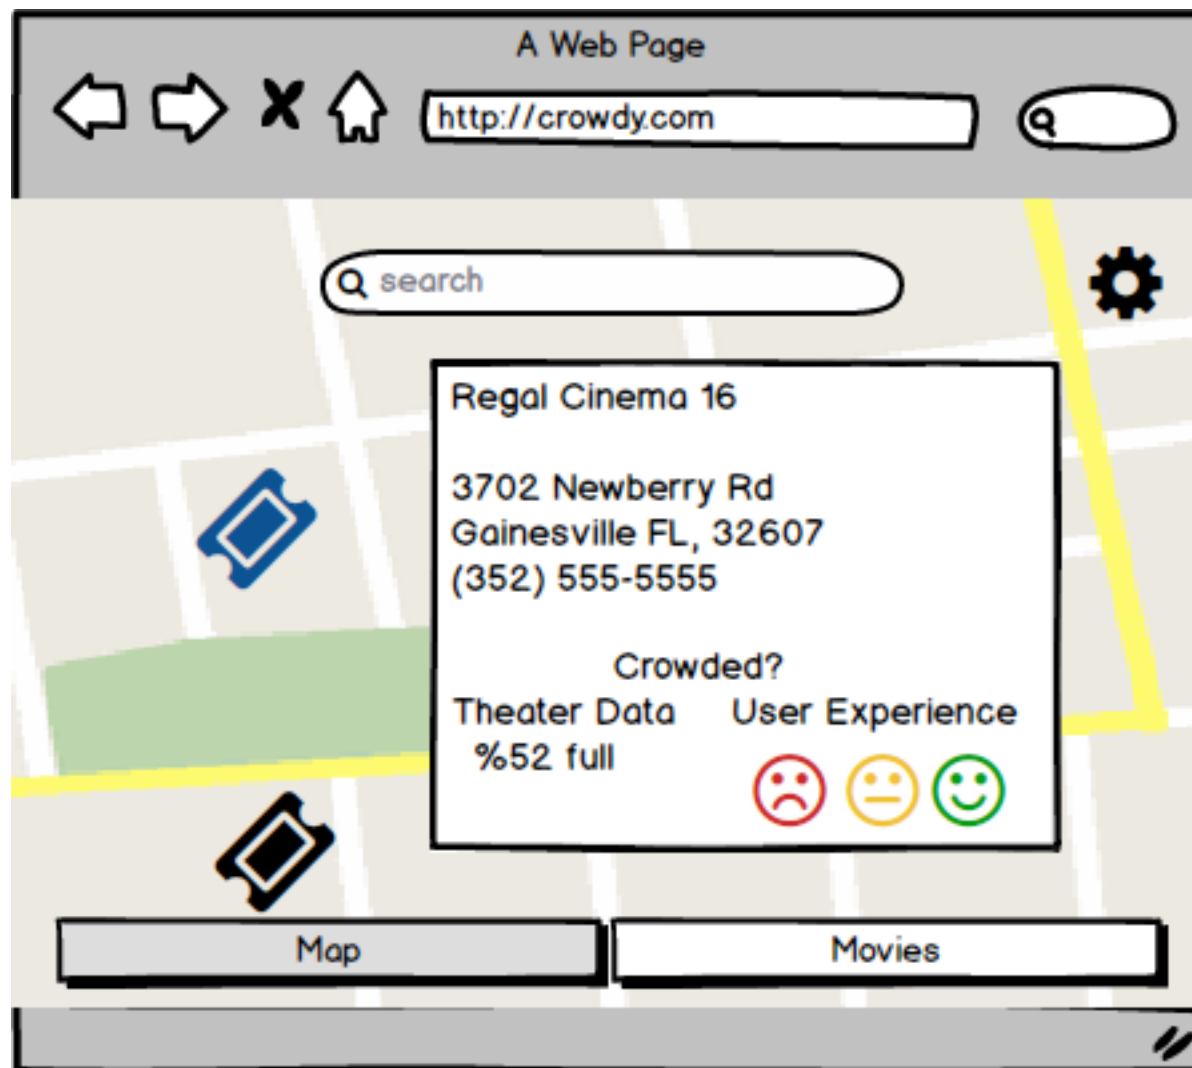 A Web Page
http://crowdy.com
search
Regal Cinema 16
3702 Newberry Rd
Gainesville FL, 32607
(352) 555-5555
Crowded?
Theater Data User Experience
%52 full
Map Movies